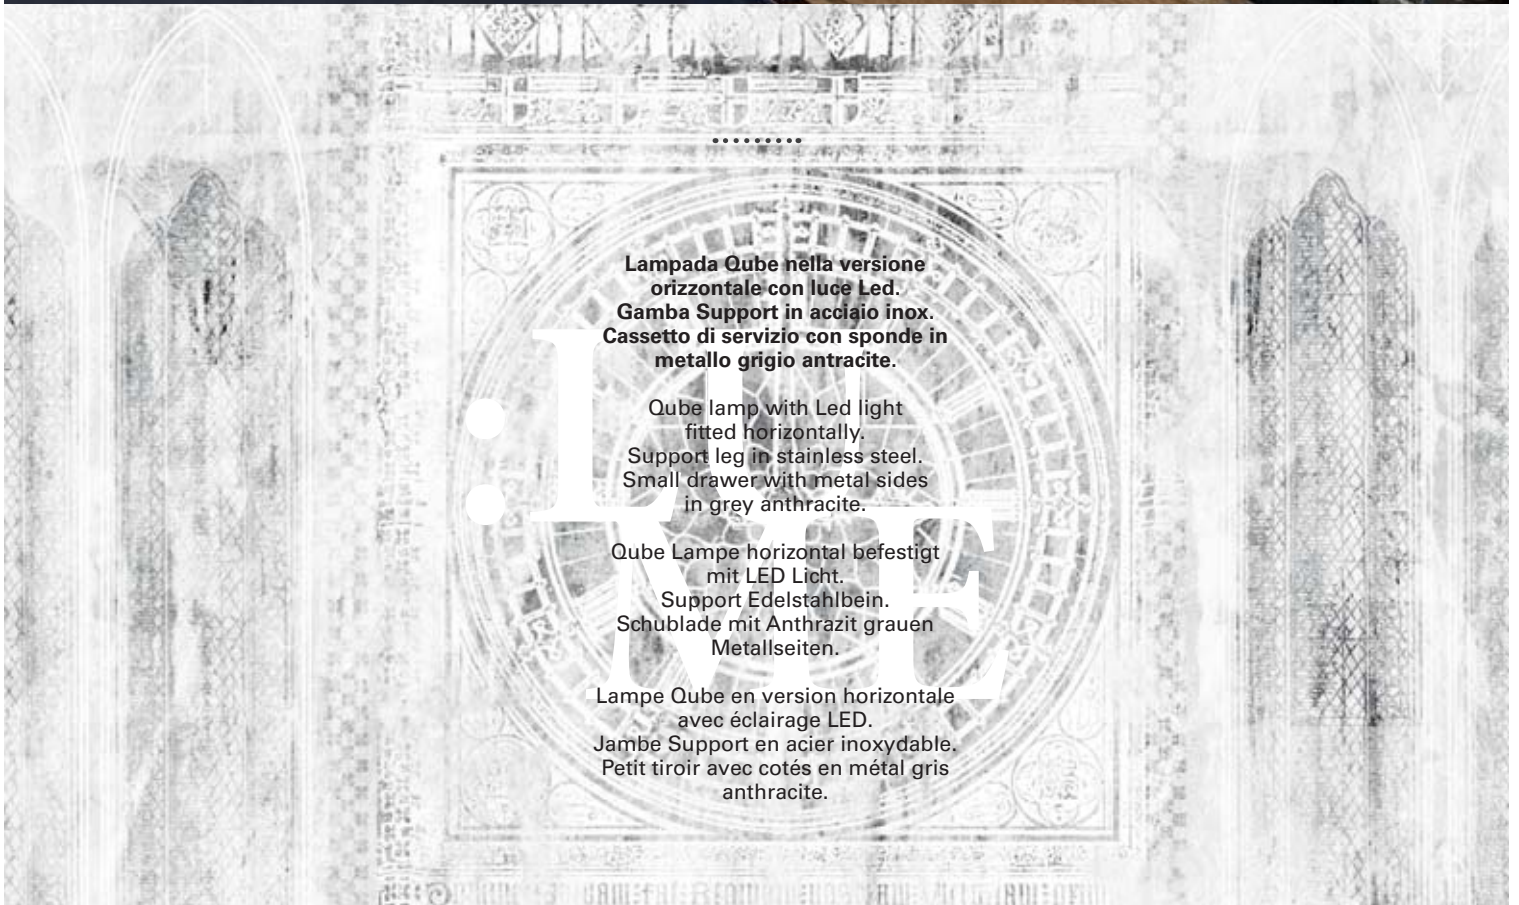 Lampada Qube nella versione
orizzontale con luce Led.
Gamba Support in acciaio inox.
Cassetto di servizio con sponde in
metallo grigio antracite.
Qube lamp with Led light
fitted horizontally.
Support leg in stainless steel.
Small drawer with metal sides
in grey anthracite.
Qube Lampe horizontal befestigt
mit LED Licht.
Support Edelstahlbein.
Schublade mit Anthrazit grauen
Metallseiten.
Lampe Qube en version horizontale
avec éclairage LED.
Jambe Support en acier inoxydable.
Petit tiroir avec cotés en métal gris
anthracite.
:LU
ME